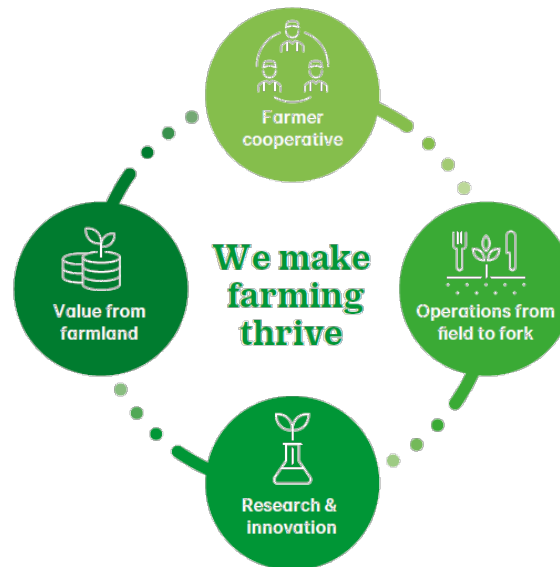 Farmer
cooperative
We make
farming
thrive
Value from
farmland
Operations from
field to fork
Research &
innovation